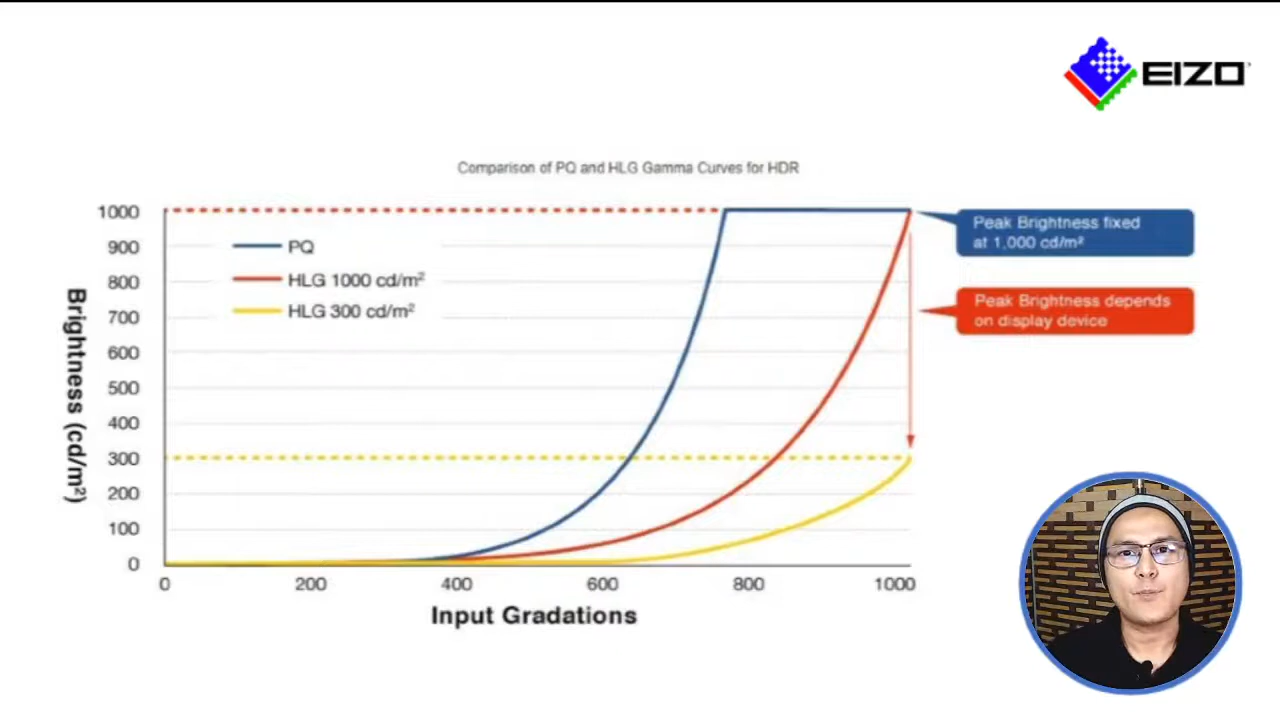 EIZO
Comparison of PQ and HLG Gamma Curves for HDR
1000
900
800
700
600
500
400
300
200
100
0
Brightness (cd/m²)
PQ
HLG 1000 cd/m²
HLG 300 cd/m²
Peak Brightness fixed
at 1,000 cd/m²
Peak Brightness depends
on display device
0 200 400 600 800 1000
Input Gradations